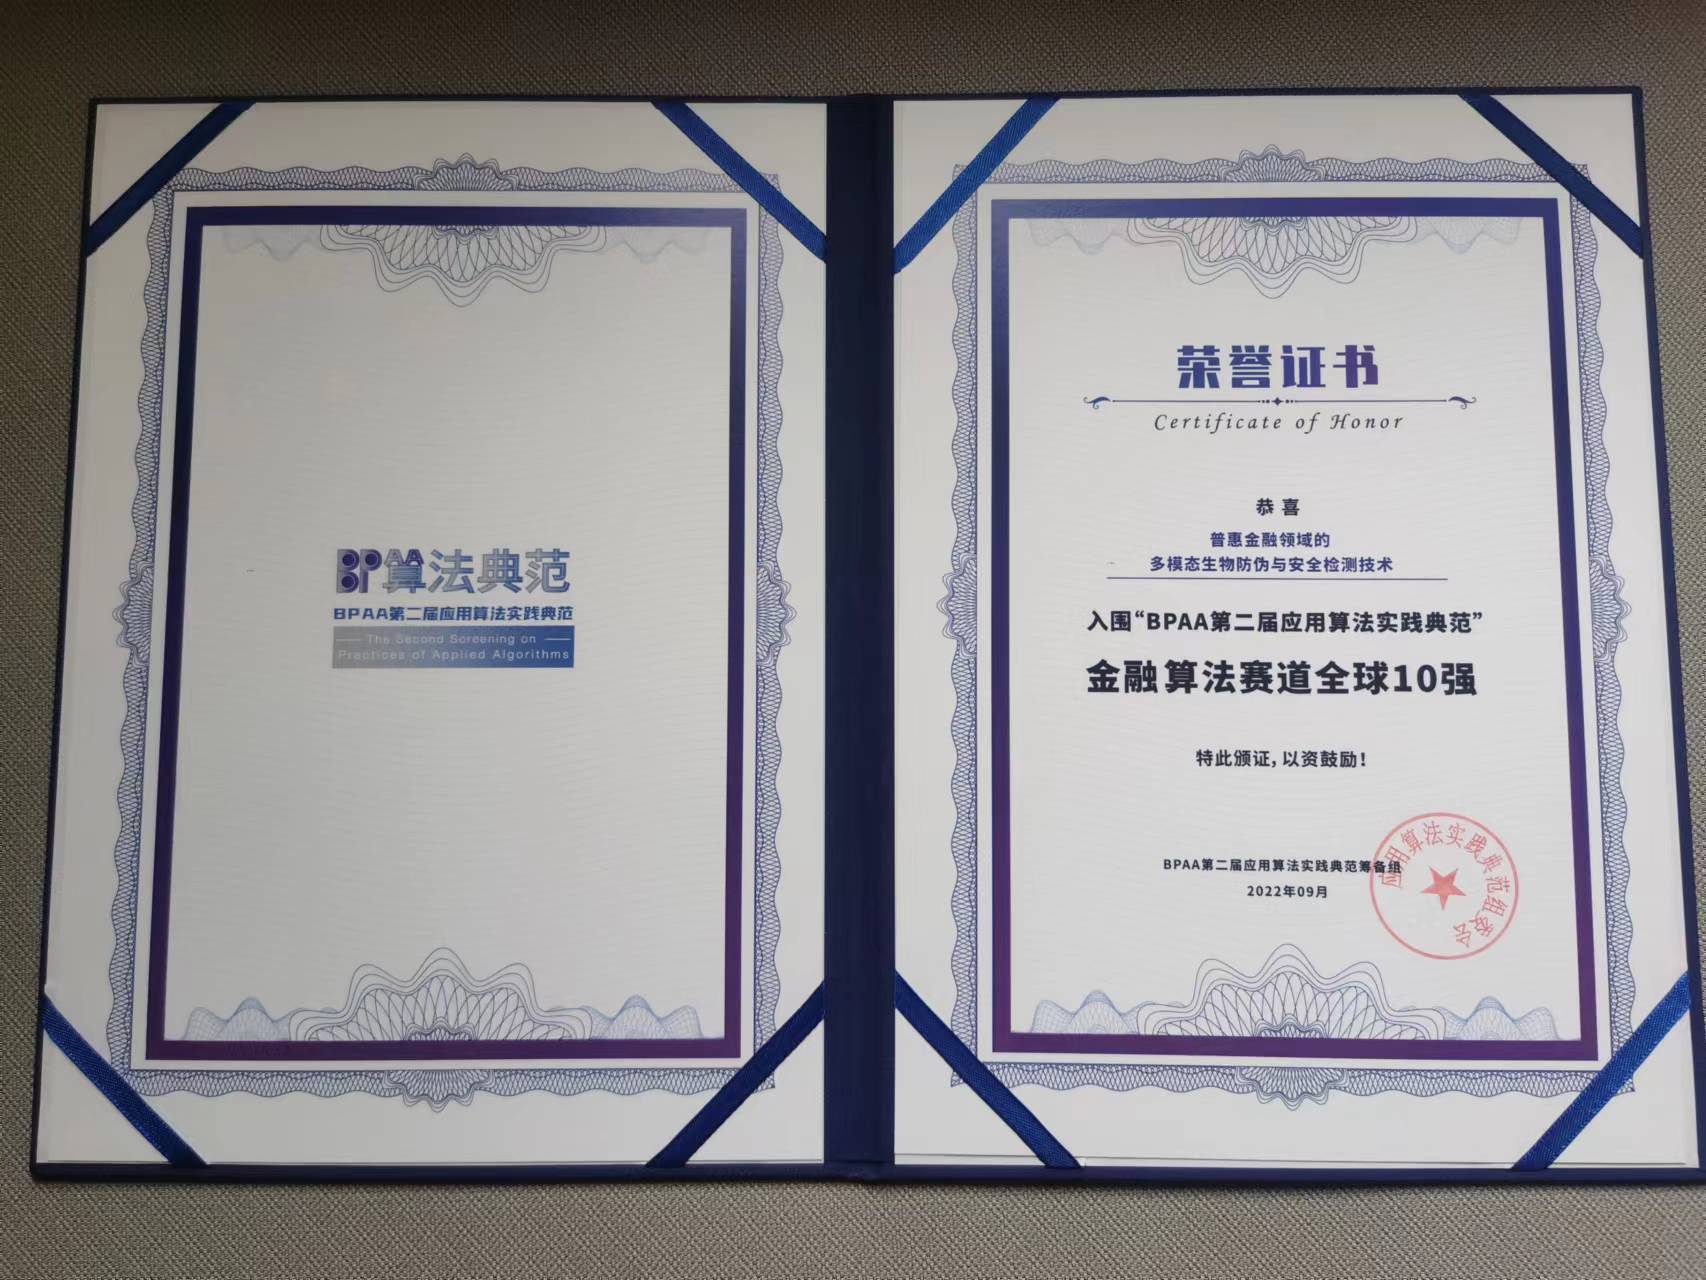 BPAA算法典范
BPAA第二届应用算法实践典范
The Second Screening on
Practices of Applied Algorithms
荣誉证书
Certificate of Honor
恭喜
普惠金融领域的
多模态生物防伪与安全检测技术
入围“BPAA第二届应用算法实践典范”
金融算法赛道全球10强
特此颁证，以资鼓励！
BPAA第二届应用算法实践典范筹备组
2022年09月
应用算法实践典范组委会